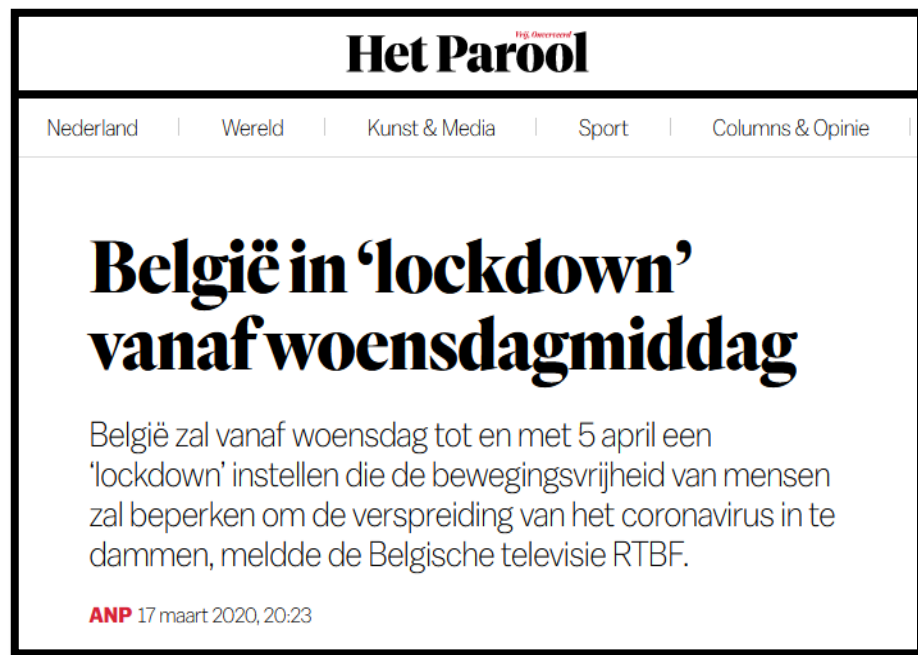 Vrij, Onverveerd
Het Parool
Nederland Wereld Kunst & Media Sport Columns & Opinie
België in ‘lockdown’
vanaf woensdagmiddag
België zal vanaf woensdag tot en met 5 april een
‘lockdown’ instellen die de bewegingsvrijheid van mensen
zal beperken om de verspreiding van het coronavirus in te
dammen, meldde de Belgische televisie RTBF.
ANP 17 maart 2020, 20:23